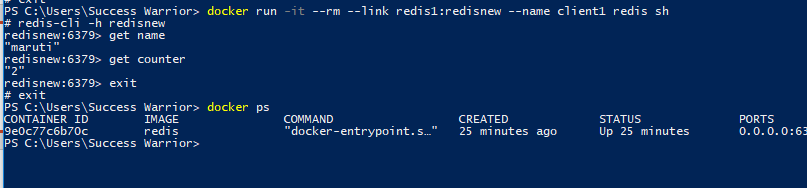 # exit
PS C:\Users\Success Warrior> docker run -it --rm --link redis1:redisnew --name client1 redis sh
# redis-cli -h redisnew
redisnew:6379> get name
"maruti"
redisnew:6379> get counter
"2"
redisnew:6379> exit
# exit
PS C:\Users\Success Warrior> docker ps
CONTAINER ID IMAGE COMMAND CREATED STATUS PORTS
9e0c77c6b70c redis "docker-entrypoint.s…" 25 minutes ago Up 25 minutes 0.0.0.0:63
PS C:\Users\Success Warrior>